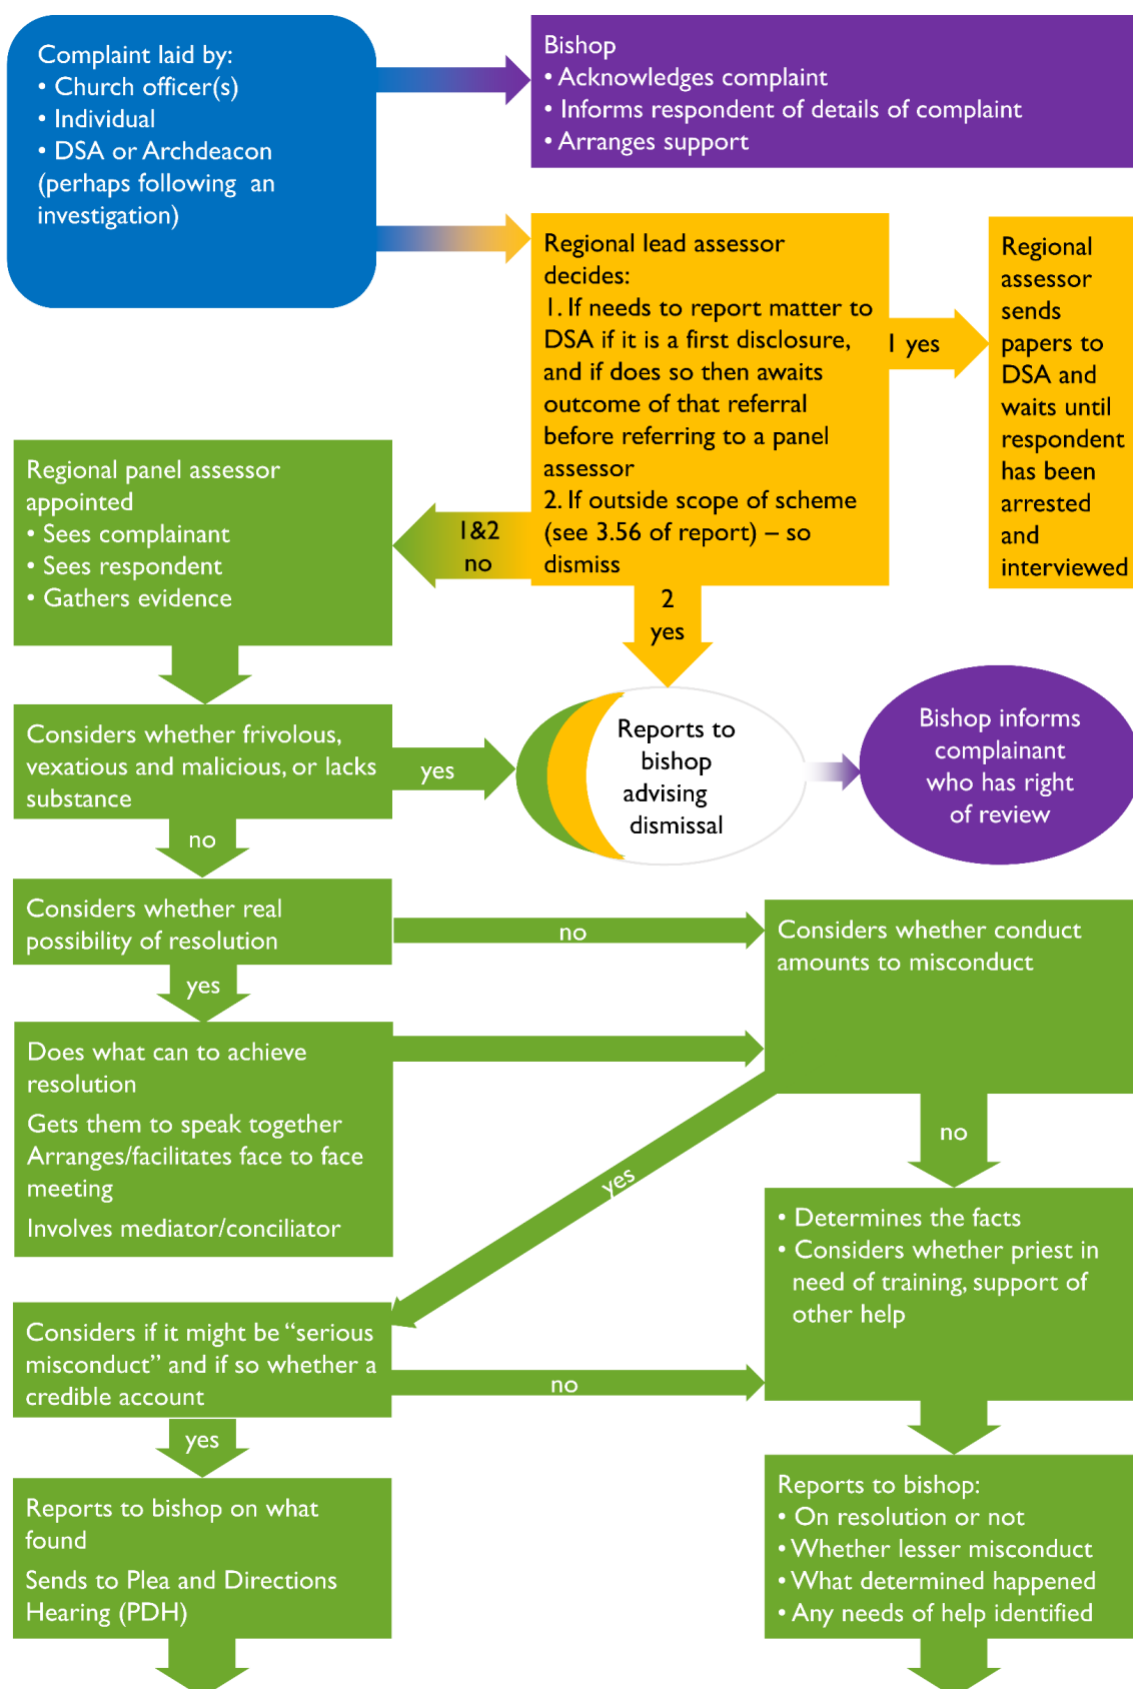 Complaint laid by:
• Church officer(s)
• Individual
• DSA or Archdeacon
(perhaps following an
investigation)
Bishop
• Acknowledges complaint
• Informs respondent of details of complaint
• Arranges support
Regional lead assessor
decides:
1. If needs to report matter to
DSA if it is a first disclosure,
and if does so then awaits
outcome of that referral
before referring to a panel
assessor
2. If outside scope of scheme
(see 3.56 of report) – so
dismiss
1 yes
Regional
assessor
sends
papers to
DSA and
waits until
respondent
has been
arrested
and
interviewed
1&2
no
2
yes
Regional panel assessor
appointed
• Sees complainant
• Sees respondent
• Gathers evidence
Considers whether frivolous,
vexatious and malicious, or lacks
substance
yes
Reports to
bishop
advising
dismissal
Bishop informs
complainant
who has right
of review
no
Considers whether real
possibility of resolution
no
Considers whether conduct
amounts to misconduct
yes
Does what can to achieve
resolution
Gets them to speak together
Arranges/facilitates face to face
meeting
Involves mediator/conciliator
yes
no
• Determines the facts
• Considers whether priest in
need of training, support of
other help
Considers if it might be “serious
misconduct” and if so whether a
credible account
no
yes
Reports to bishop on what
found
Sends to Plea and Directions
Hearing (PDH)
Reports to bishop:
• On resolution or not
• Whether lesser misconduct
• What determined happened
• Any needs of help identified